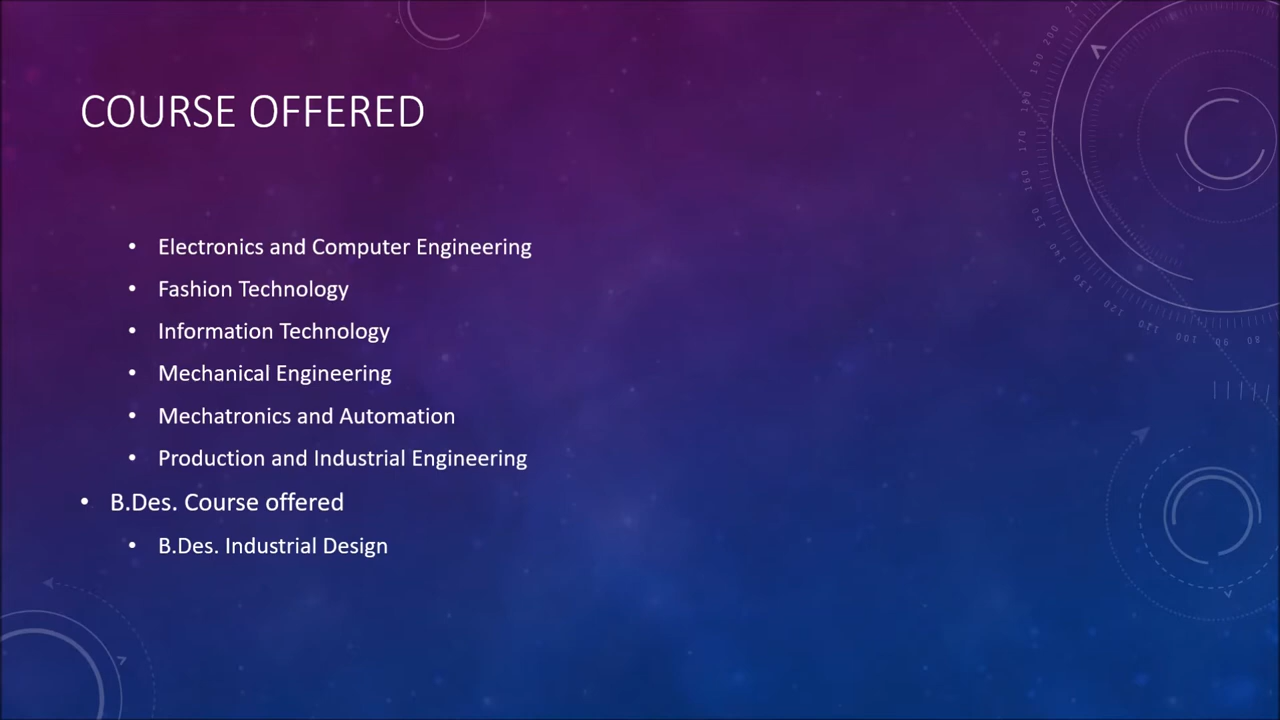 COURSE OFFERED
• Electronics and Computer Engineering
• Fashion Technology
• Information Technology
• Mechanical Engineering
• Mechatronics and Automation
• Production and Industrial Engineering
• B.Des. Course offered
• B.Des. Industrial Design